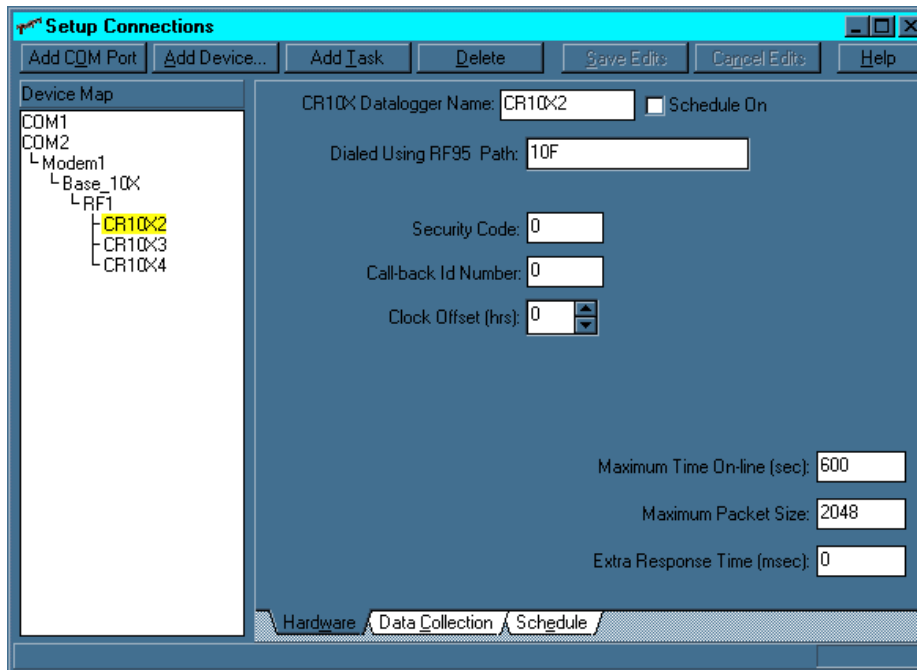 Setup Connections
Add COM Port Add Device... Add Task Delete Save Edits Cancel Edits Help
Device Map
COM1
COM2
Modem1
Base_10X
RF1
CR10X2
CR10X3
CR10X4
CR10X Datalogger Name: CR10X2 Schedule On
Dialed Using RF95 Path: 10F
Security Code: 0
Call-back Id Number: 0
Clock Offset (hrs): 0
Maximum Time On-line (sec): 600
Maximum Packet Size: 2048
Extra Response Time (msec): 0
Hardware Data Collection Schedule